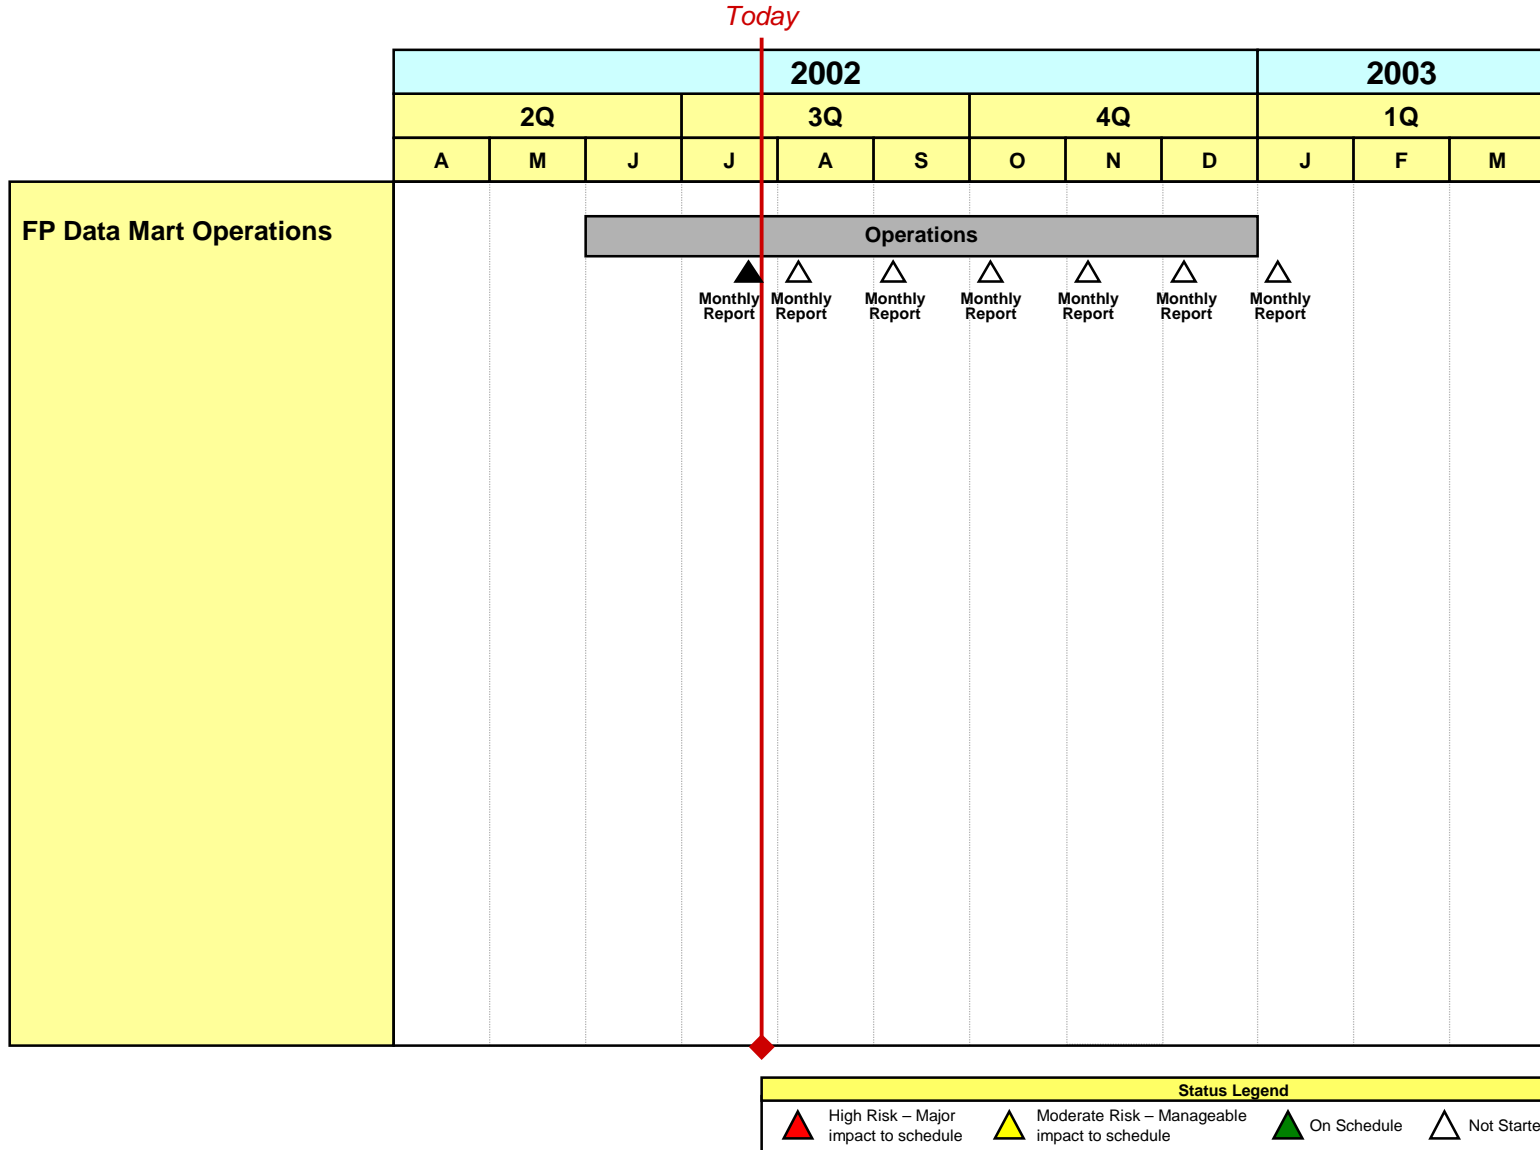 Today
2002 2003
2Q 3Q 4Q 1Q
A M J J A S O N D J F M
FP Data Mart Operations
Operations
Monthly Monthly Monthly Monthly Monthly Monthly Monthly
Report Report Report Report Report Report Report
Status Legend
High Risk – Major Moderate Risk – Manageable
impact to schedule impact to schedule On Schedule Not Starte